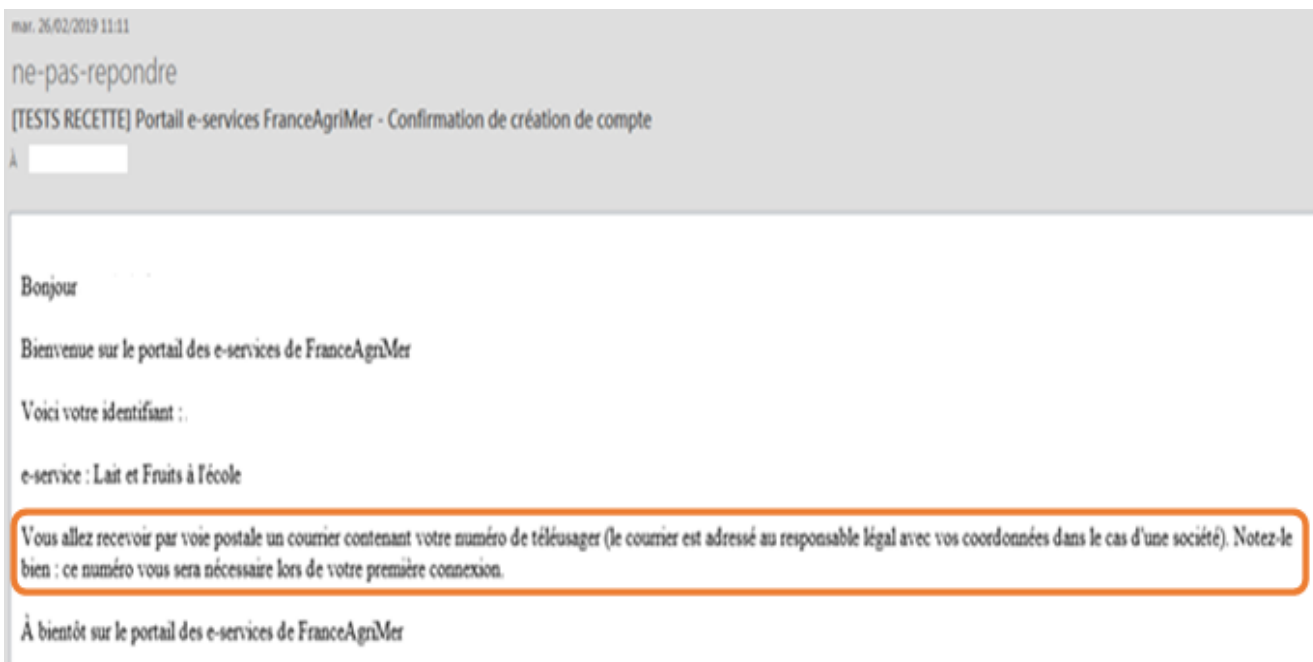 mar. 26/02/2019 11:11
ne-pas-repondre
[TESTS RECETTE] Portail e-services FranceAgriMer - Confirmation de création de compte
À
Bonjour
Bienvenue sur le portail des e-services de FranceAgriMer
Voici votre identifiant :
e-service : Lait et Fruits à l'école
Vous allez recevoir par voie postale un courrier contenant votre numéro de téléusager (le courrier est adressé au responsable légal avec vos coordonnées dans le cas d'une société). Notez-le
bien : ce numéro vous sera nécessaire lors de votre première connexion.
À bientôt sur le portail des e-services de FranceAgriMer